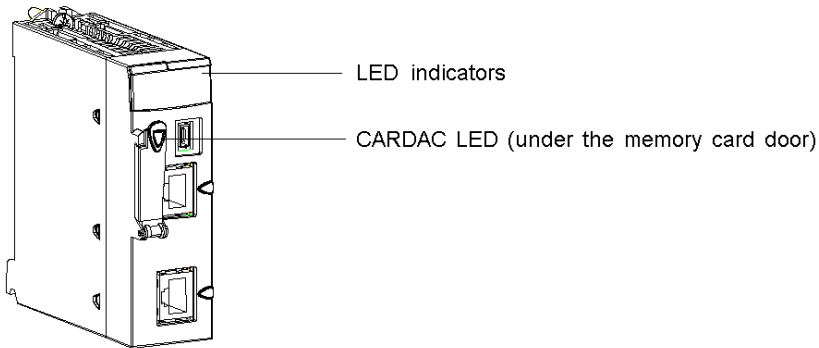 LED indicators
CARDAC LED (under the memory card door)